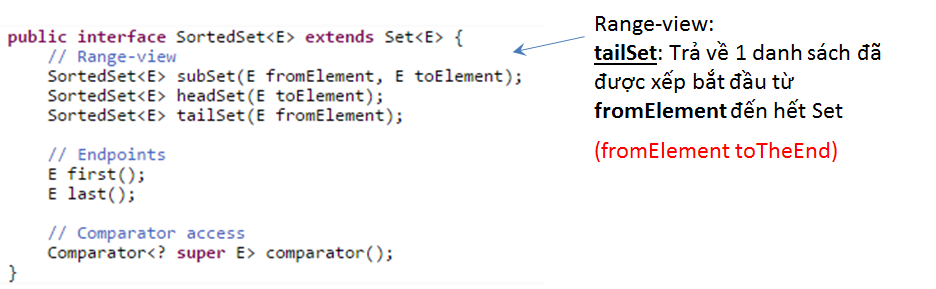 public interface SortedSet<E> extends Set<E> {
// Range-view
SortedSet<E> subSet(E fromElement, E toElement);
SortedSet<E> headSet(E toElement);
SortedSet<E> tailSet(E fromElement);
// Endpoints
E first();
E last();
// Comparator access
Comparator<? super E> comparator();
}
Range-view:
tailSet: Trả về 1 danh sách đã
được xếp bắt đầu từ
fromElement đến hết Set
(fromElement toTheEnd)